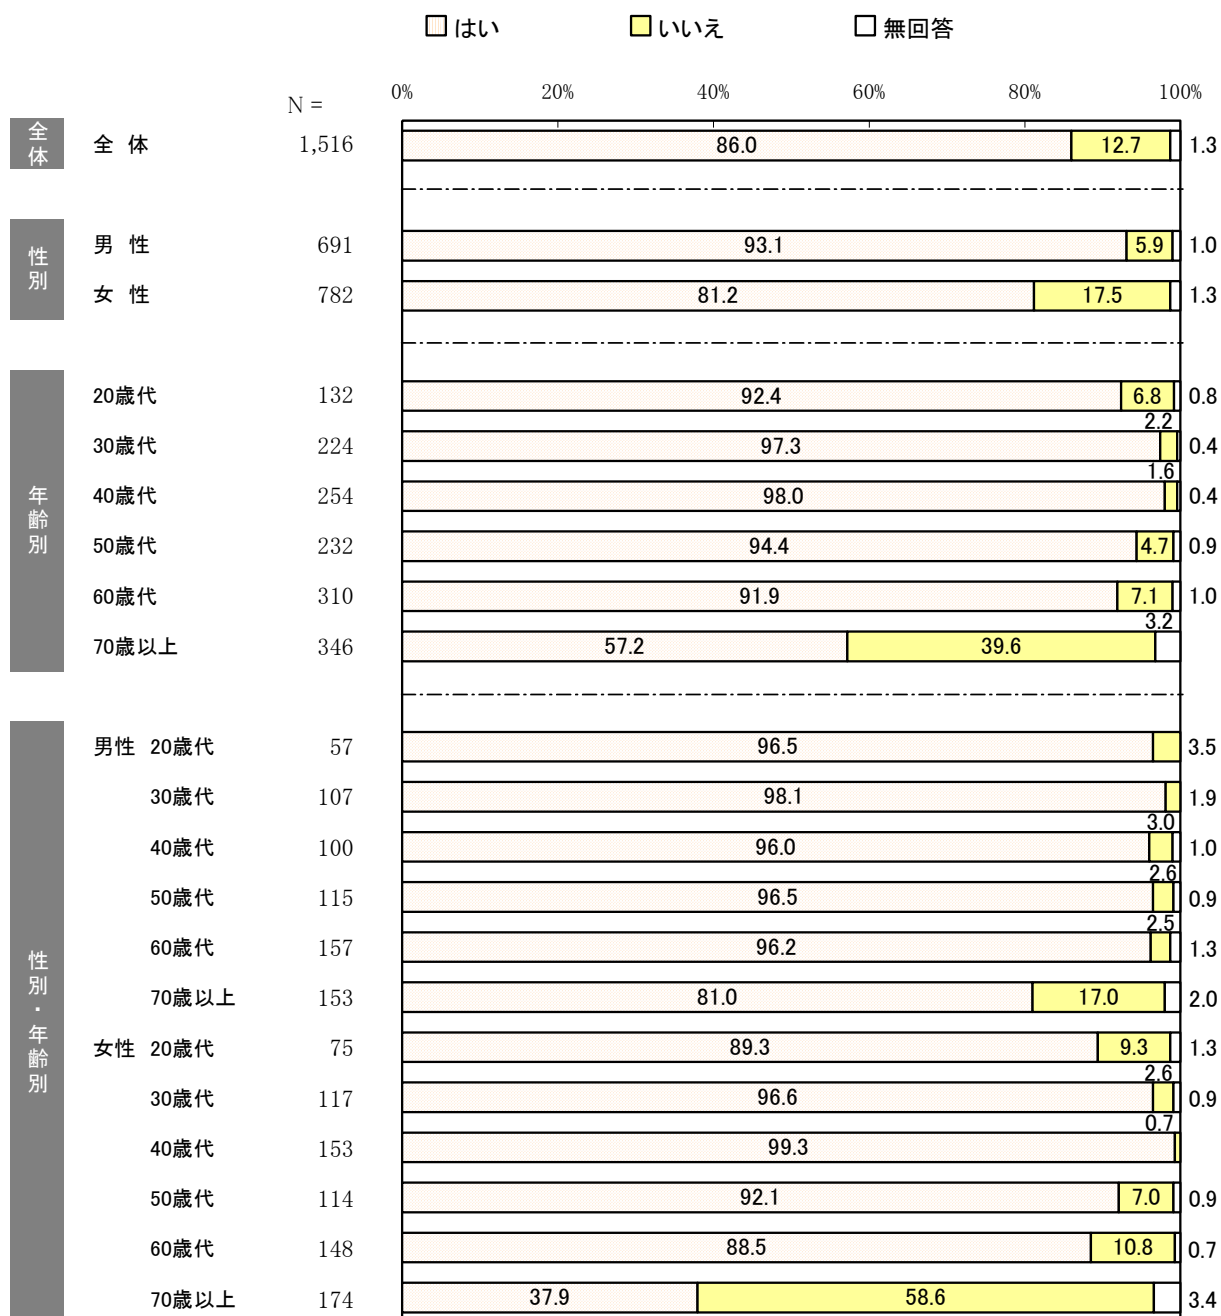 はい いいえ 無回答
N = 0% 20% 40% 60% 80% 100%
全体 全 体 1,516 86.0 12.7 1.3
性別
男 性 691 93.1 5.9 1.0
女 性 782 81.2 17.5 1.3
年齢別
20歳代 132 92.4 6.8 0.8
2.2
30歳代 224 97.3 0.4
1.6
40歳代 254 98.0 0.4
50歳代 232 94.4 4.7 0.9
60歳代 310 91.9 7.1 1.0
3.2
70歳以上 346 57.2 39.6
性別・年齢別
男性 20歳代 57 96.5 3.5
30歳代 107 98.1 1.9
3.0
40歳代 100 96.0 1.0
2.6
50歳代 115 96.5 0.9
2.5
60歳代 157 96.2 1.3
70歳以上 153 81.0 17.0 2.0
女性 20歳代 75 89.3 9.3 1.3
2.6
30歳代 117 96.6 0.9
0.7
40歳代 153 99.3
50歳代 114 92.1 7.0 0.9
60歳代 148 88.5 10.8 0.7
70歳以上 174 37.9 58.6 3.4